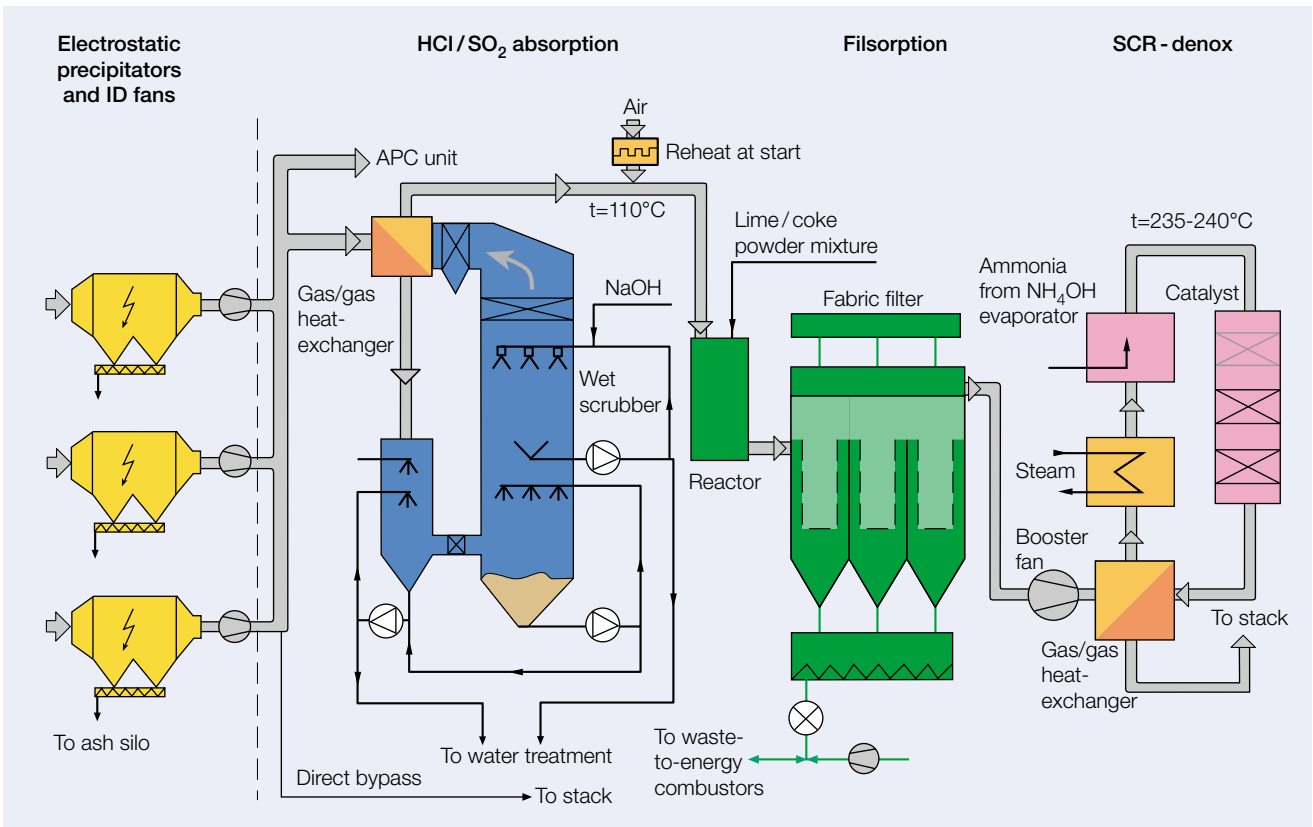 Electrostatic
precipitators
and ID fans
HCl/SO2 absorption
Filsorption
SCR-denox
Air
APC unit
Reheat at start
t=110°C
Lime/coke
powder mixture
t=235-240°C
Ammonia
from NH4OH
evaporator
Catalyst
Gas/gas
heat-
exchanger
NaOH
Fabric filter
Wet
scrubber
Reactor
Steam
Booster
fan
To stack
Gas/gas
heat-
exchanger
To ash silo
To water treatment
To waste-
to-energy
combustors
Direct bypass
To stack